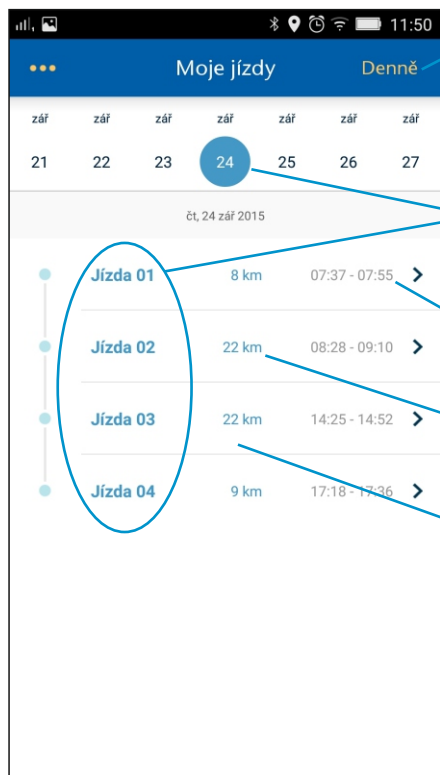 11:50
Moje jízdy Denně
zář zář zář zář zář zář zář
21 22 23 24 25 26 27
čt, 24 zář 2015
Jízda 01 8 km 07:37 - 07:55
Jízda 02 22 km 08:28 - 09:10
Jízda 03 22 km 14:25 - 14:52
Jízda 04 9 km 17:18 - 17:36